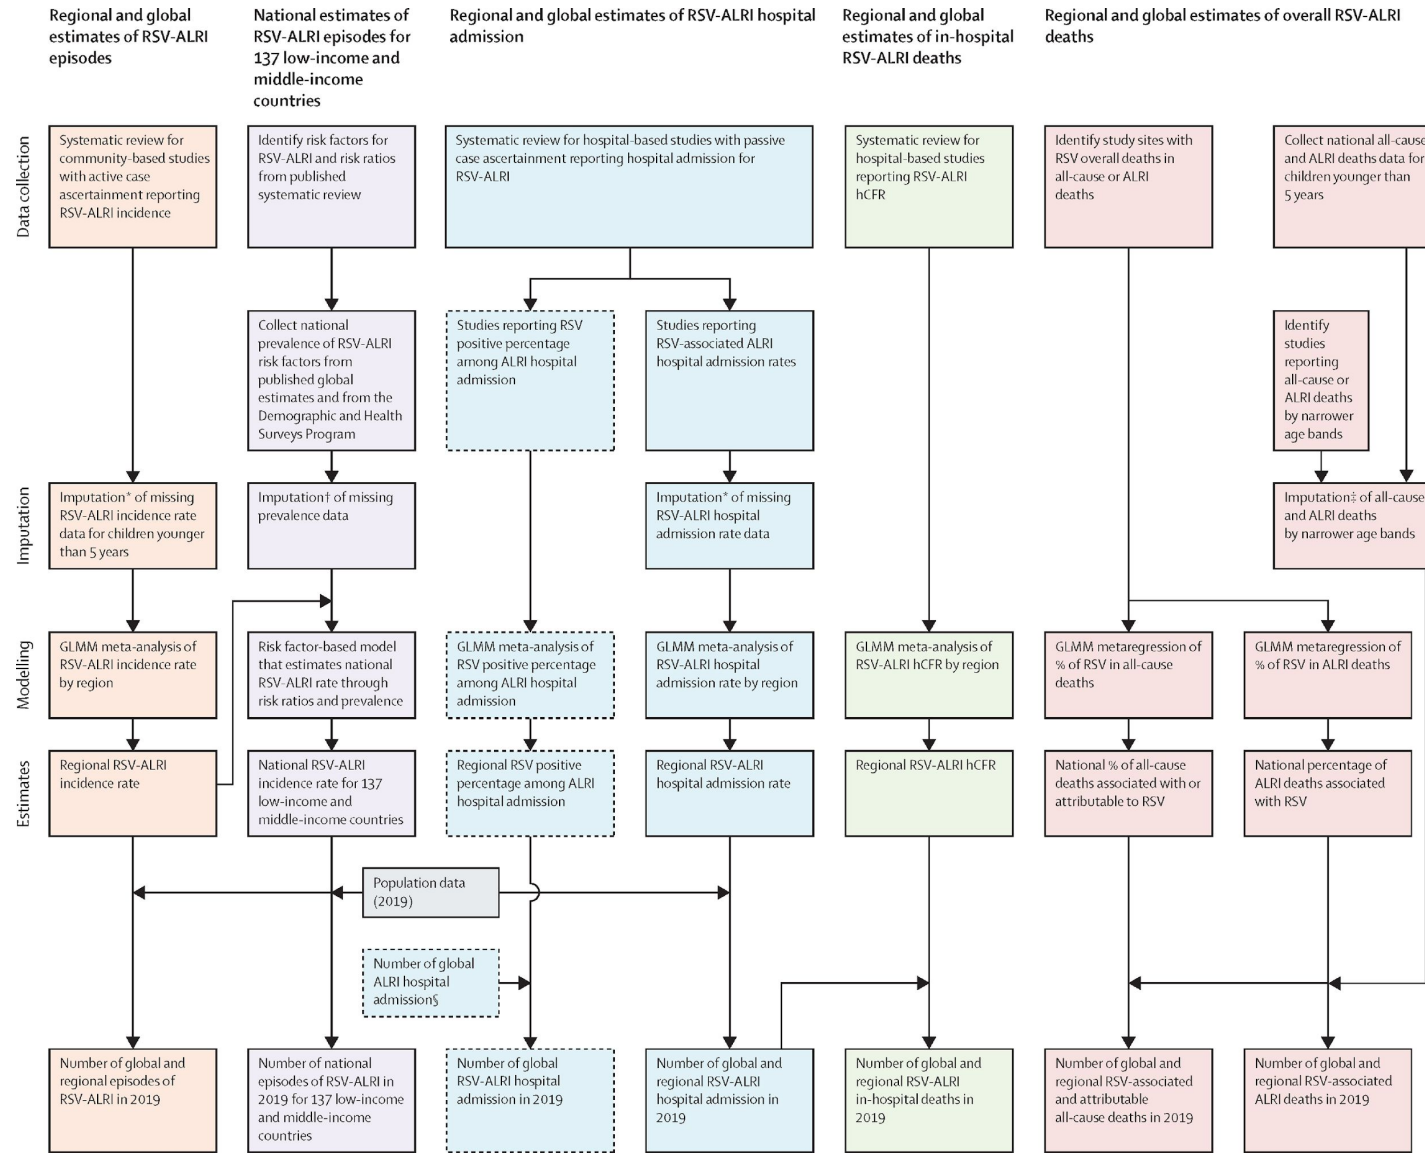 Regional and global
estimates of RSV-ALRI
episodes
National estimates of
RSV-ALRI episodes for
137 low-income and
middle-income
countries
Regional and global estimates of RSV-ALRI hospital
admission
Regional and global
estimates of in-hospital
RSV-ALRI deaths
Regional and global estimates of overall RSV-ALRI
deaths
Data collection
Systematic review for
community-based studies
with active case
ascertainment reporting
RSV-ALRI incidence
Identify risk factors for
RSV-ALRI and risk ratios
from published
systematic review
Systematic review for hospital-based studies with passive
case ascertainment reporting hospital admission for
RSV-ALRI
Systematic review for
hospital-based studies
reporting RSV-ALRI
hCFR
Identify study sites with
RSV overall deaths in
all-cause or ALRI
deaths
Collect national all-cause
and ALRI deaths data for
children younger than
5 years
Collect national
prevalence of RSV-ALRI
risk factors from
published global
estimates and from the
Demographic and Health
Surveys Program
Studies reporting RSV
positive percentage
among ALRI hospital
admission
Studies reporting
RSV-associated ALRI
hospital admission rates
Identify
studies
reporting
all-cause or
ALRI deaths
by narrower
age bands
Imputation
Imputation* of missing
RSV-ALRI incidence rate
data for children younger
than 5 years
Imputation† of missing
prevalence data
Imputation* of missing
RSV-ALRI hospital
admission rate data
Imputation‡ of all-cause
and ALRI deaths
by narrower age bands
Modelling
GLMM meta-analysis of
RSV-ALRI incidence rate
by region
Risk factor-based model
that estimates national
RSV-ALRI rate through
risk ratios and prevalence
GLMM meta-analysis of
RSV positive percentage
among ALRI hospital
admission
GLMM meta-analysis of
RSV-ALRI hospital
admission rate by region
GLMM meta-analysis of
RSV-ALRI hCFR by region
GLMM metaregression of
% of RSV in all-cause
deaths
GLMM metaregression of
% of RSV in ALRI deaths
Estimates
Regional RSV-ALRI
incidence rate
National RSV-ALRI
incidence rate for 137
low-income and
middle-income countries
Regional RSV positive
percentage among ALRI
hospital admission
Regional RSV-ALRI
hospital admission rate
Regional RSV-ALRI hCFR
National % of all-cause
deaths associated with or
attributable to RSV
National percentage of
ALRI deaths associated
with RSV
Population data
(2019)
Number of global
ALRI hospital
admission§
Number of global and
regional episodes of
RSV-ALRI in 2019
Number of national
episodes of RSV-ALRI in
2019 for 137 low-income
and middle-income
countries
Number of global
RSV-ALRI hospital
admission in 2019
Number of global and
regional RSV-ALRI
hospital admission in
2019
Number of global and
regional RSV-ALRI
in-hospital deaths in
2019
Number of global and
regional RSV-associated
and attributable
all-cause deaths in 2019
Number of global and
regional RSV-associated
ALRI deaths in 2019